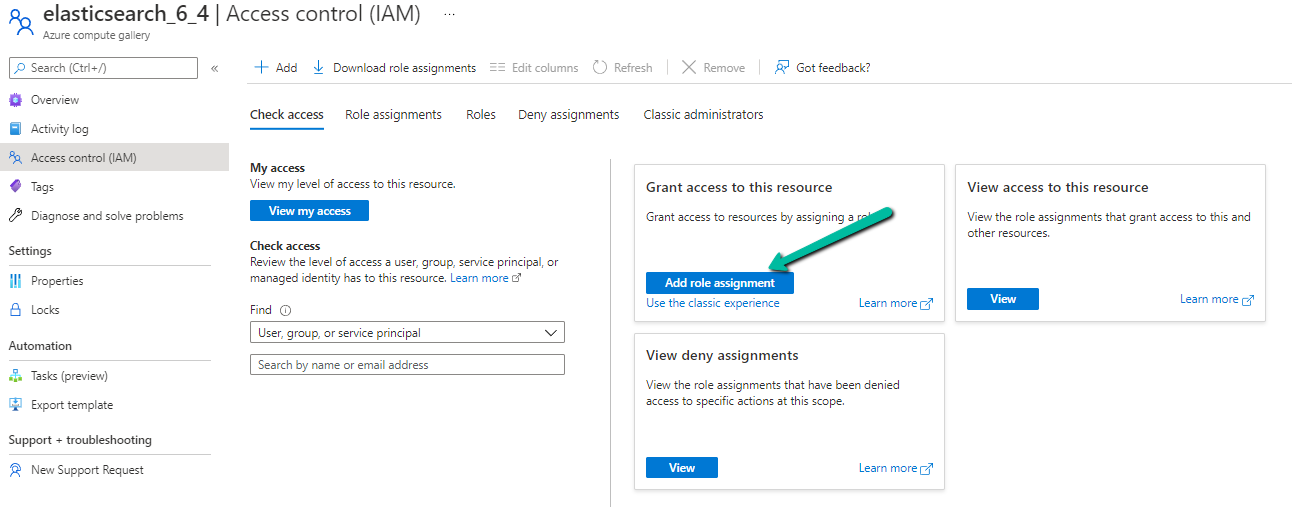 elasticsearch_6_4 | Access control (IAM) ...
Azure compute gallery
Search (Ctrl+/)
«
Add
Download role assignments
Edit columns
Refresh
Remove
Got feedback?
Overview
Activity log
Access control (IAM)
Tags
Diagnose and solve problems
Settings
Properties
Locks
Automation
Tasks (preview)
Export template
Support + troubleshooting
New Support Request
Check access
Role assignments
Roles
Deny assignments
Classic administrators
My access
View my level of access to this resource.
View my access
Check access
Review the level of access a user, group, service principal, or
managed identity has to this resource. Learn more
Find
User, group, or service principal
Search by name or email address
Grant access to this resource
Grant access to resources by assigning a
Add role assignment
Use the classic experience
Learn more
View access to this resource
View the role assignments that grant access to this and
other resources.
View
Learn more
View deny assignments
View the role assignments that have been denied
access to specific actions at this scope.
View
Learn more